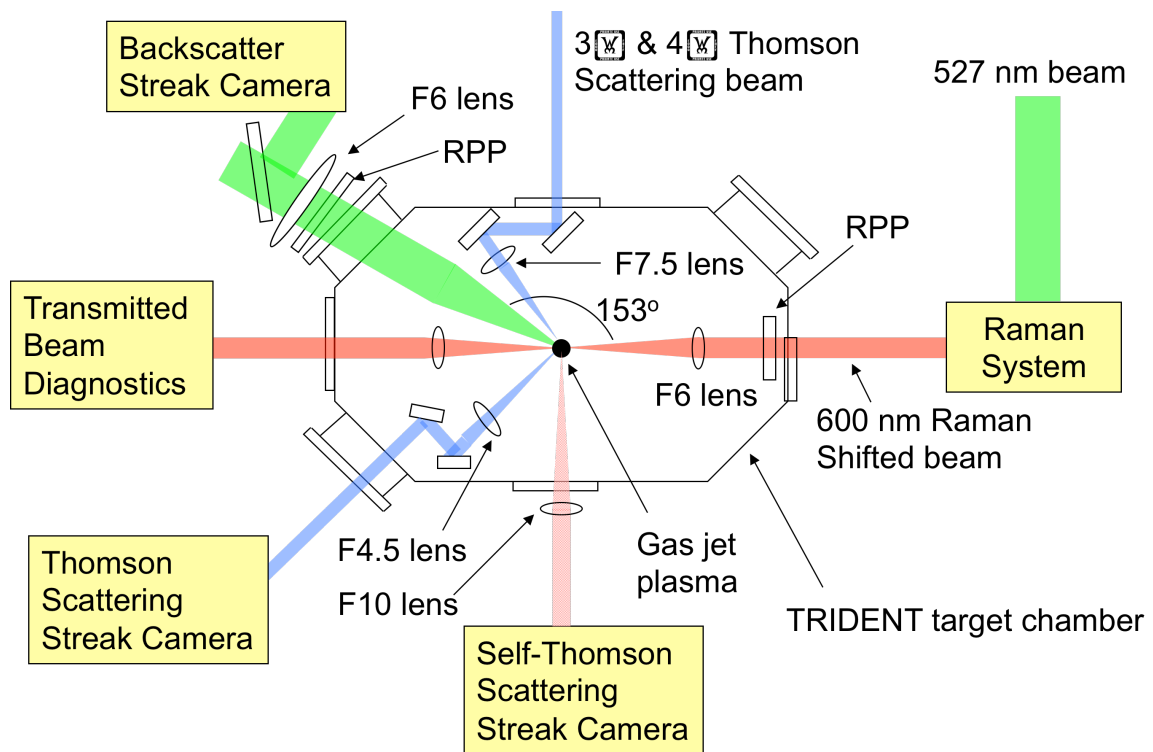 Backscatter
Streak Camera
F6 lens
RPP
3 & 4 Thomson
Scattering beam
527 nm beam
RPP
F7.5 lens
153º
Transmitted
Beam
Diagnostics
Raman
System
F6 lens
600 nm Raman
Shifted beam
F4.5 lens
F10 lens
Gas jet
plasma
Thomson
Scattering
Streak Camera
TRIDENT target chamber
Self-Thomson
Scattering
Streak Camera